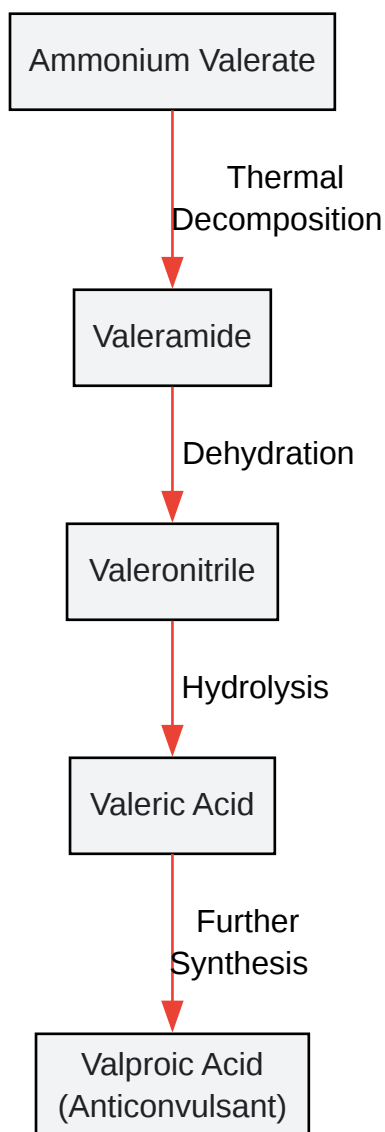 Ammonium Valerate
Thermal
Decomposition
Valeramide
Dehydration
Valeronitrile
Hydrolysis
Valeric Acid
Further
Synthesis
Valproic Acid
(Anticonvulsant)